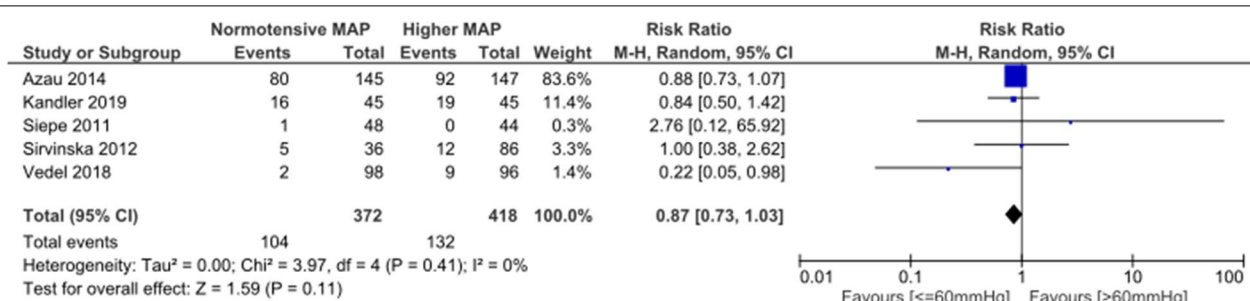 Normotensive MAP Higher MAP Risk Ratio Risk Ratio
Study or Subgroup Events Total Events Total Weight M-H, Random, 95% CI M-H, Random, 95% CI
Azau 2014 80 145 92 147 83.6% 0.88 [0.73, 1.07]
Kandler 2019 16 45 19 45 11.4% 0.84 [0.50, 1.42]
Siepe 2011 1 48 0 44 0.3% 2.76 [0.12, 65.92]
Sirvinska 2012 5 36 12 86 3.3% 1.00 [0.38, 2.62]
Vedel 2018 2 98 9 96 1.4% 0.22 [0.05, 0.98]
Total (95% CI) 372 418 100.0% 0.87 [0.73, 1.03]
Total events 104 132
Heterogeneity: Tau² = 0.00; Chi² = 3.97, df = 4 (P = 0.41); I² = 0%
Test for overall effect: Z = 1.59 (P = 0.11)
0.01 0.1 1 10 100
Favours [<=60mmHg] Favours [>60mmHg]